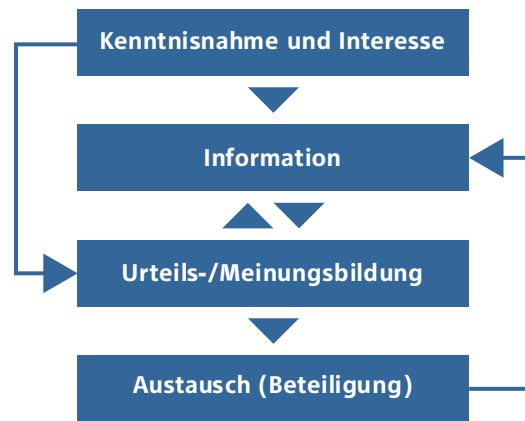 Kenntnisnahme und Interesse
Information
Urteils-/Meinungsbildung
Austausch (Beteiligung)